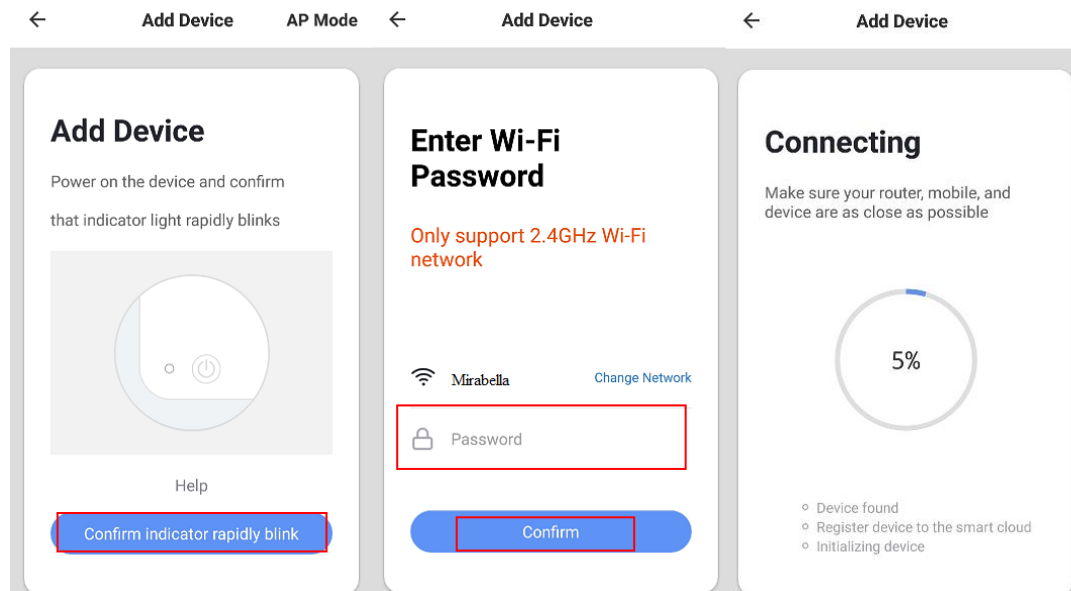 Add Device
AP Mode
Add Device
Power on the device and confirm
that indicator light rapidly blinks
Help
Confirm indicator rapidly blink
Add Device
Enter Wi-Fi
Password
Only support 2.4GHz Wi-Fi
network
Mirabella
Change Network
Password
Confirm
Add Device
Connecting
Make sure your router, mobile, and
device are as close as possible
5%
Device found
Register device to the smart cloud
Initializing device